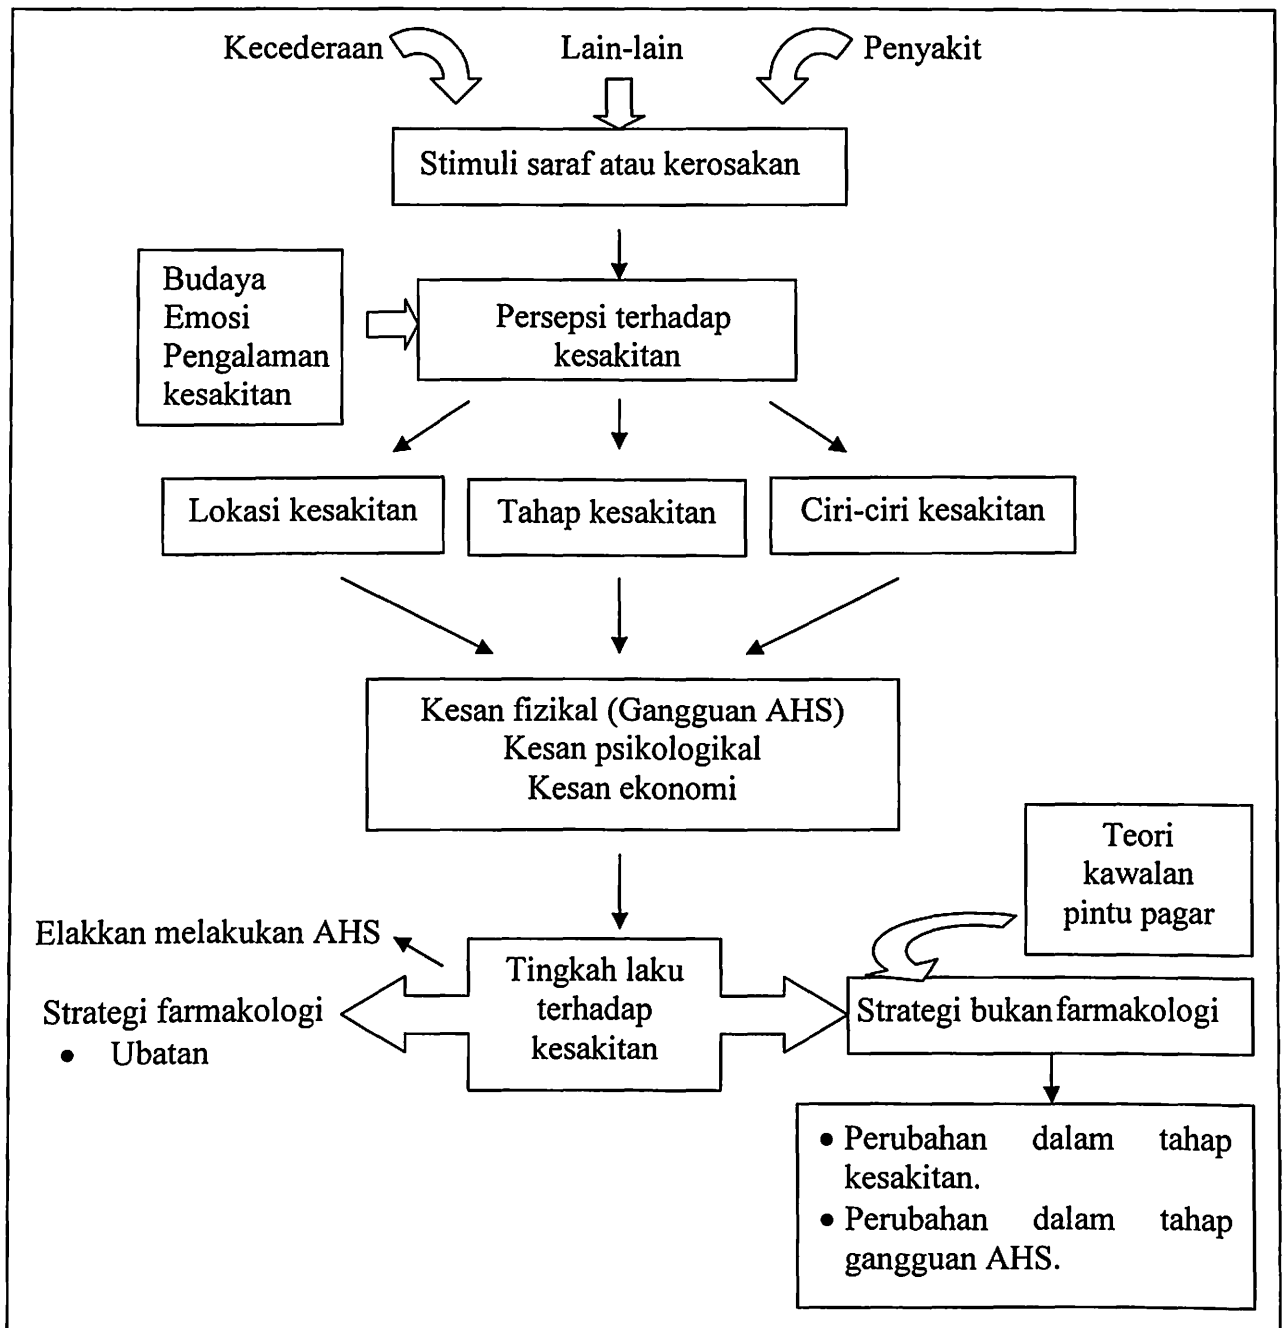 Kecederaan
Lain-lain
Penyakit
Stimuli saraf atau kerosakan
Budaya
Emosi
Pengalaman
kesakitan
Persepsi terhadap
kesakitan
Lokasi kesakitan
Tahap kesakitan
Ciri-ciri kesakitan
Kesan fizikal (Gangguan AHS)
Kesan psikologikal
Kesan ekonomi
Teori
kawalan
pintu pagar
Elakkan melakukan AHS
Tingkah laku
terhadap
kesakitan
Strategi farmakologi
• Ubatan
Strategi bukan farmakologi
• Perubahan dalam tahap
kesakitan.
• Perubahan dalam tahap
gangguan AHS.